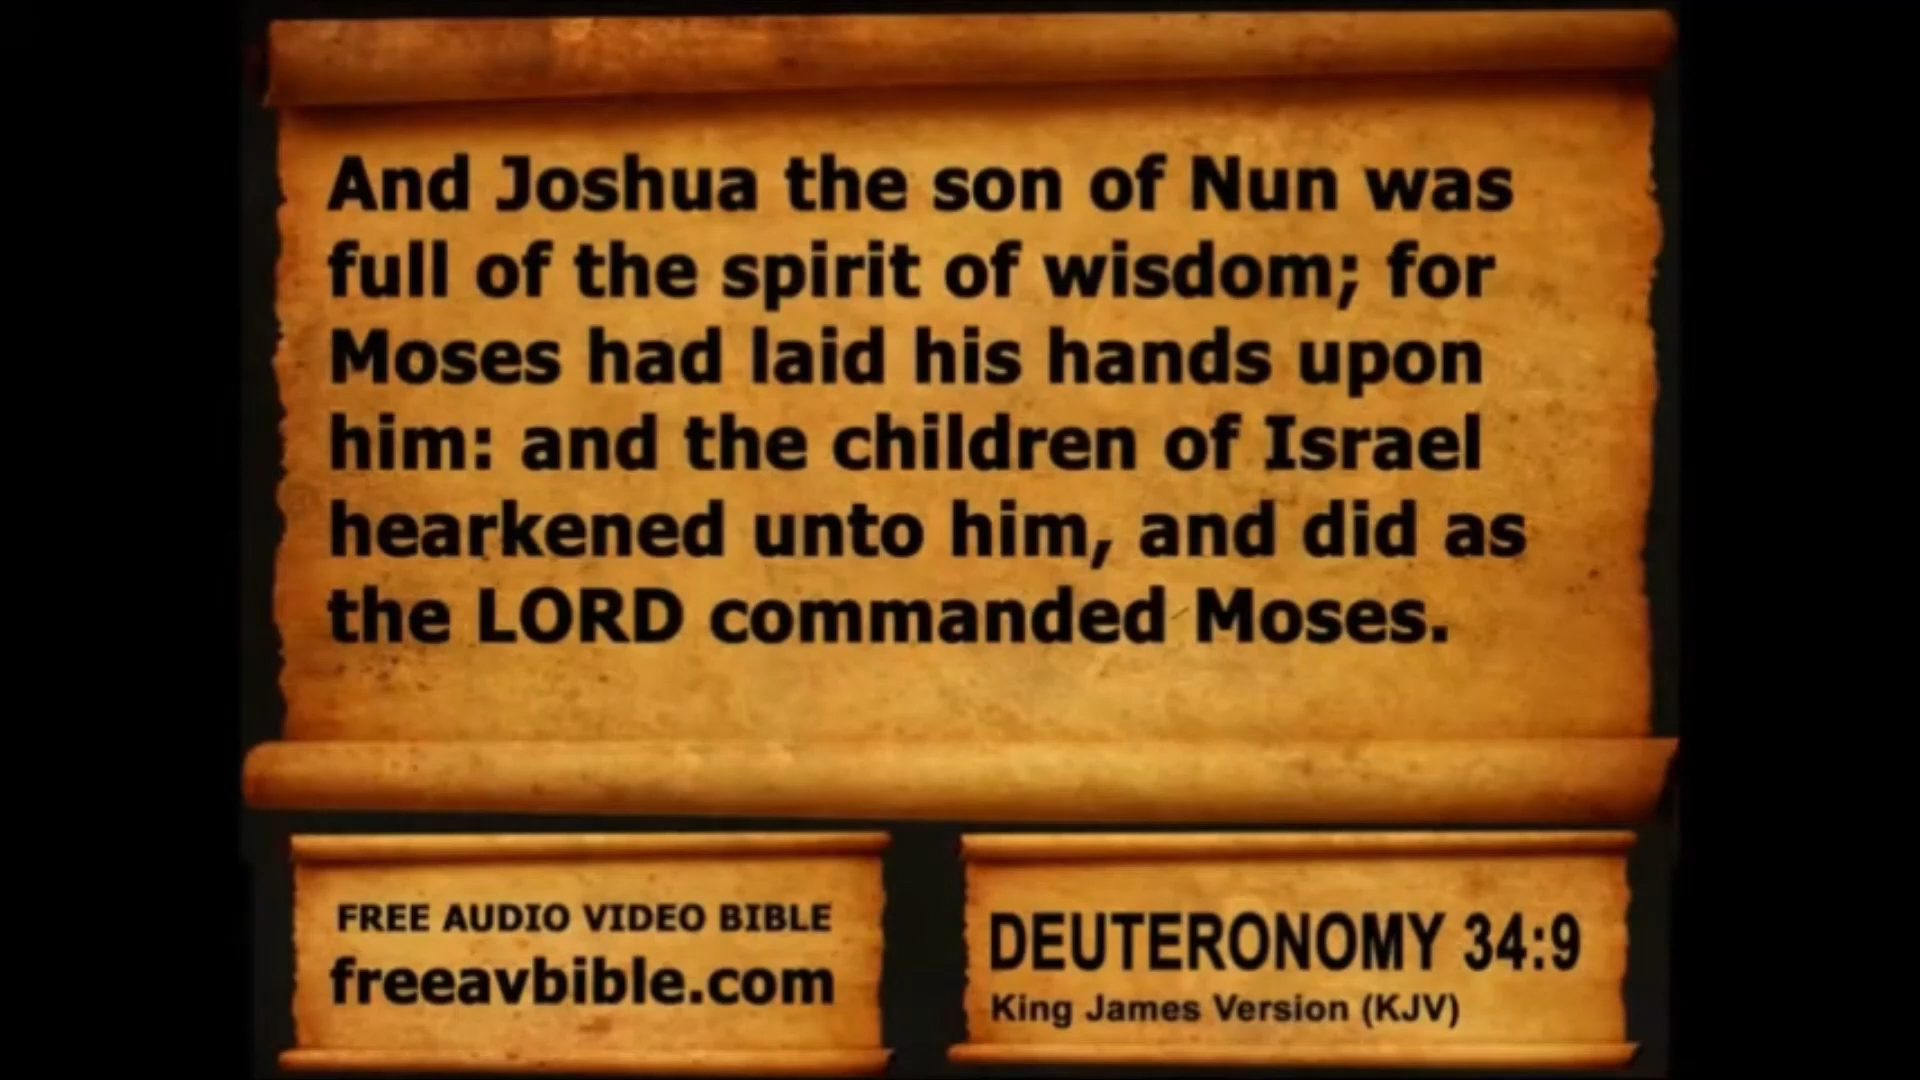 And Joshua the son of Nun was
full of the spirit of wisdom; for
Moses had laid his hands upon
him: and the children of Israel
hearkened unto him, and did as
the LORD commanded Moses.
FREE AUDIO VIDEO BIBLE
freeavbible.com
DEUTERONOMY 34:9
King James Version (KJV)